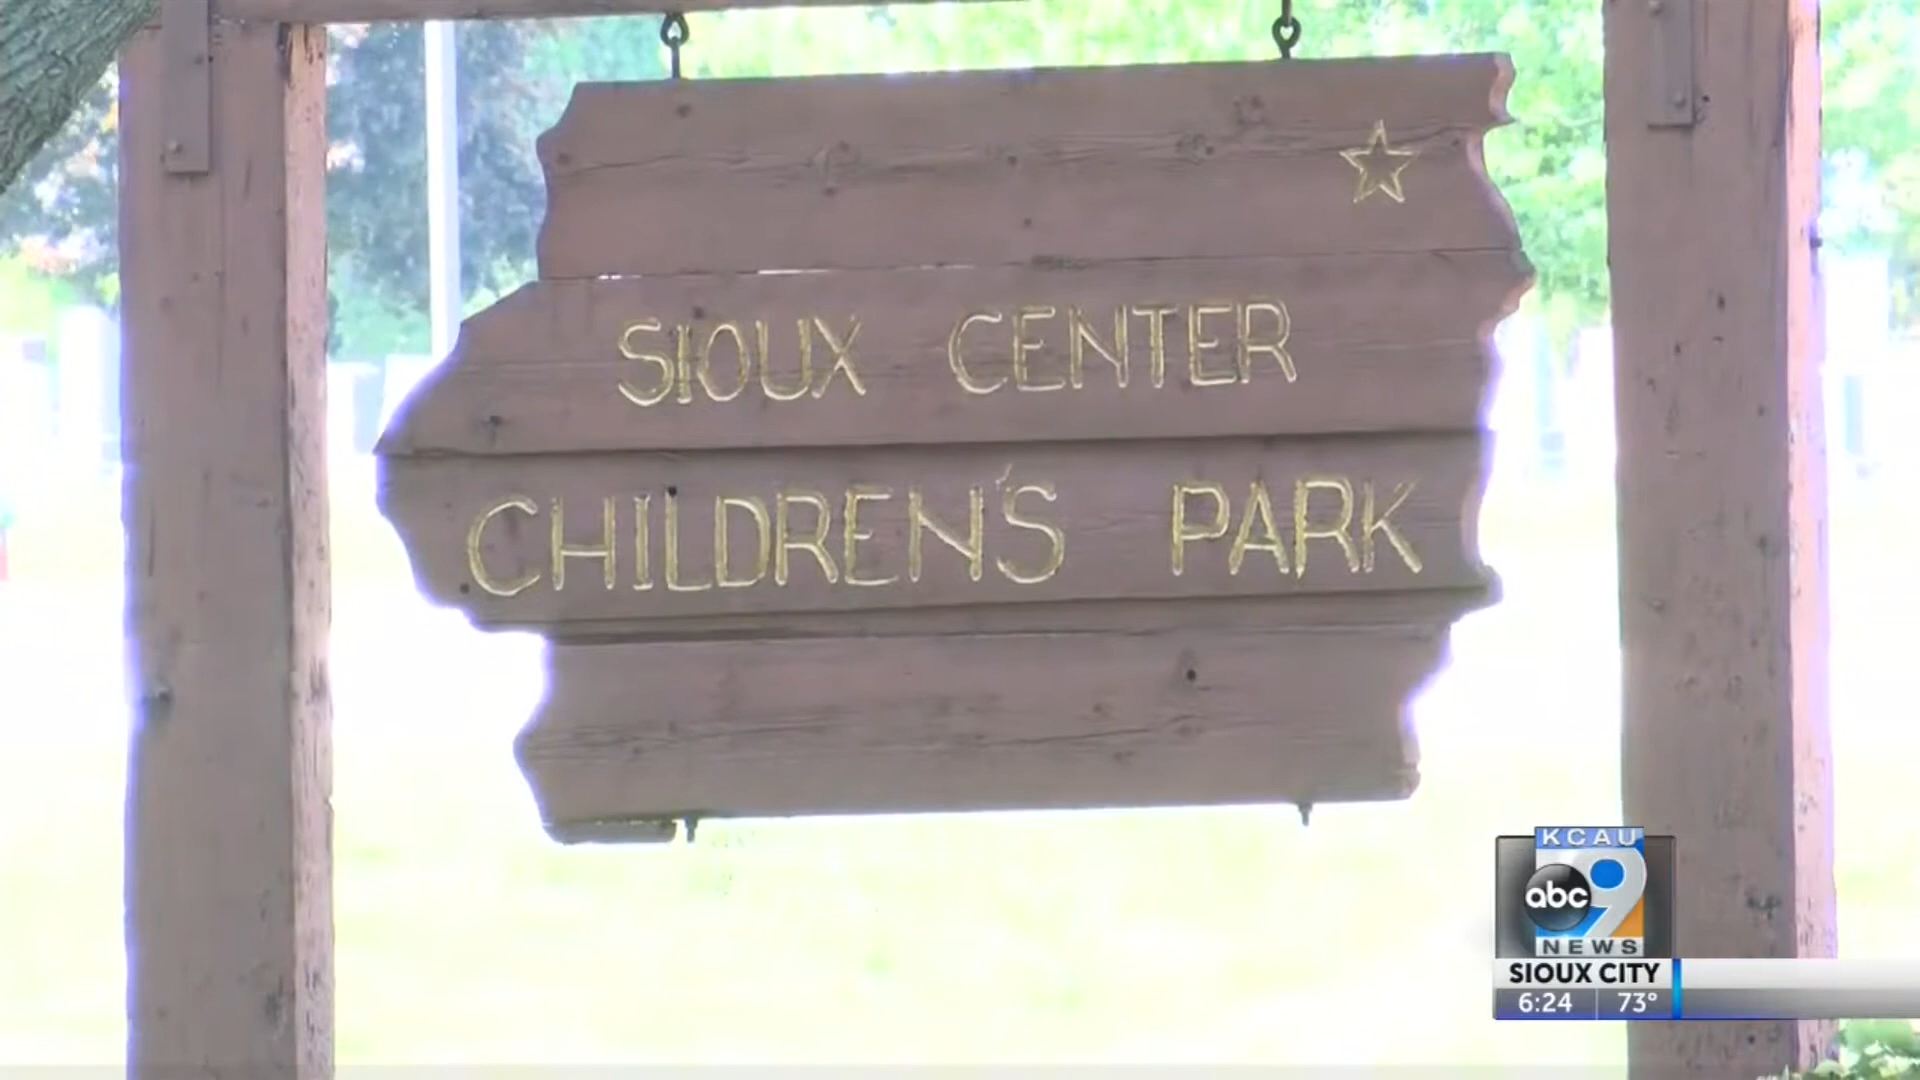 SIOUX CENTER
CHILDREN'S PARK
KCAU
abc 9
NEWS
SIOUX CITY
6:24 73°